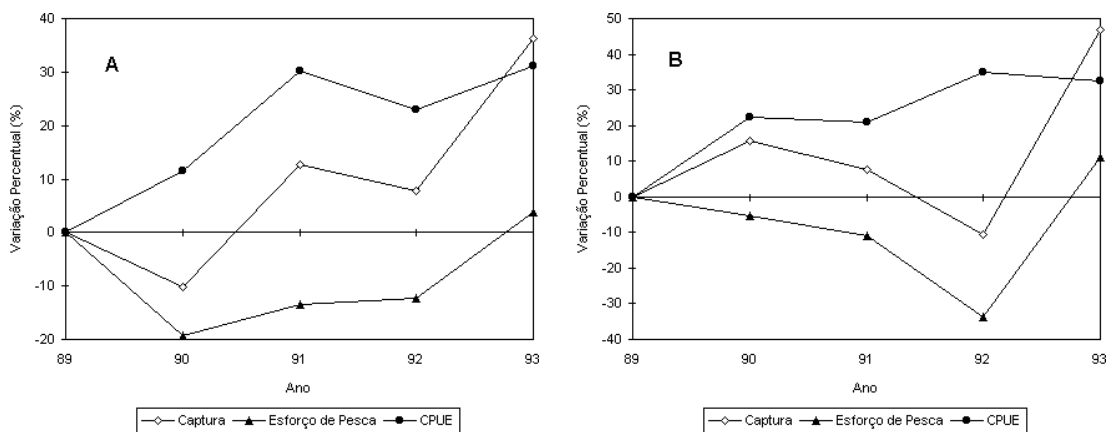 A
Variação Percentual (%)
40
30
20
10
0
-10
-20
89 90 91 92 93
Ano
Captura Esforço de Pesca CPUE
B
Variação Percentual (%)
50
40
30
20
10
0
-10
-20
-30
-40
89 90 91 92 93
Ano
Captura Esforço de Pesca CPUE